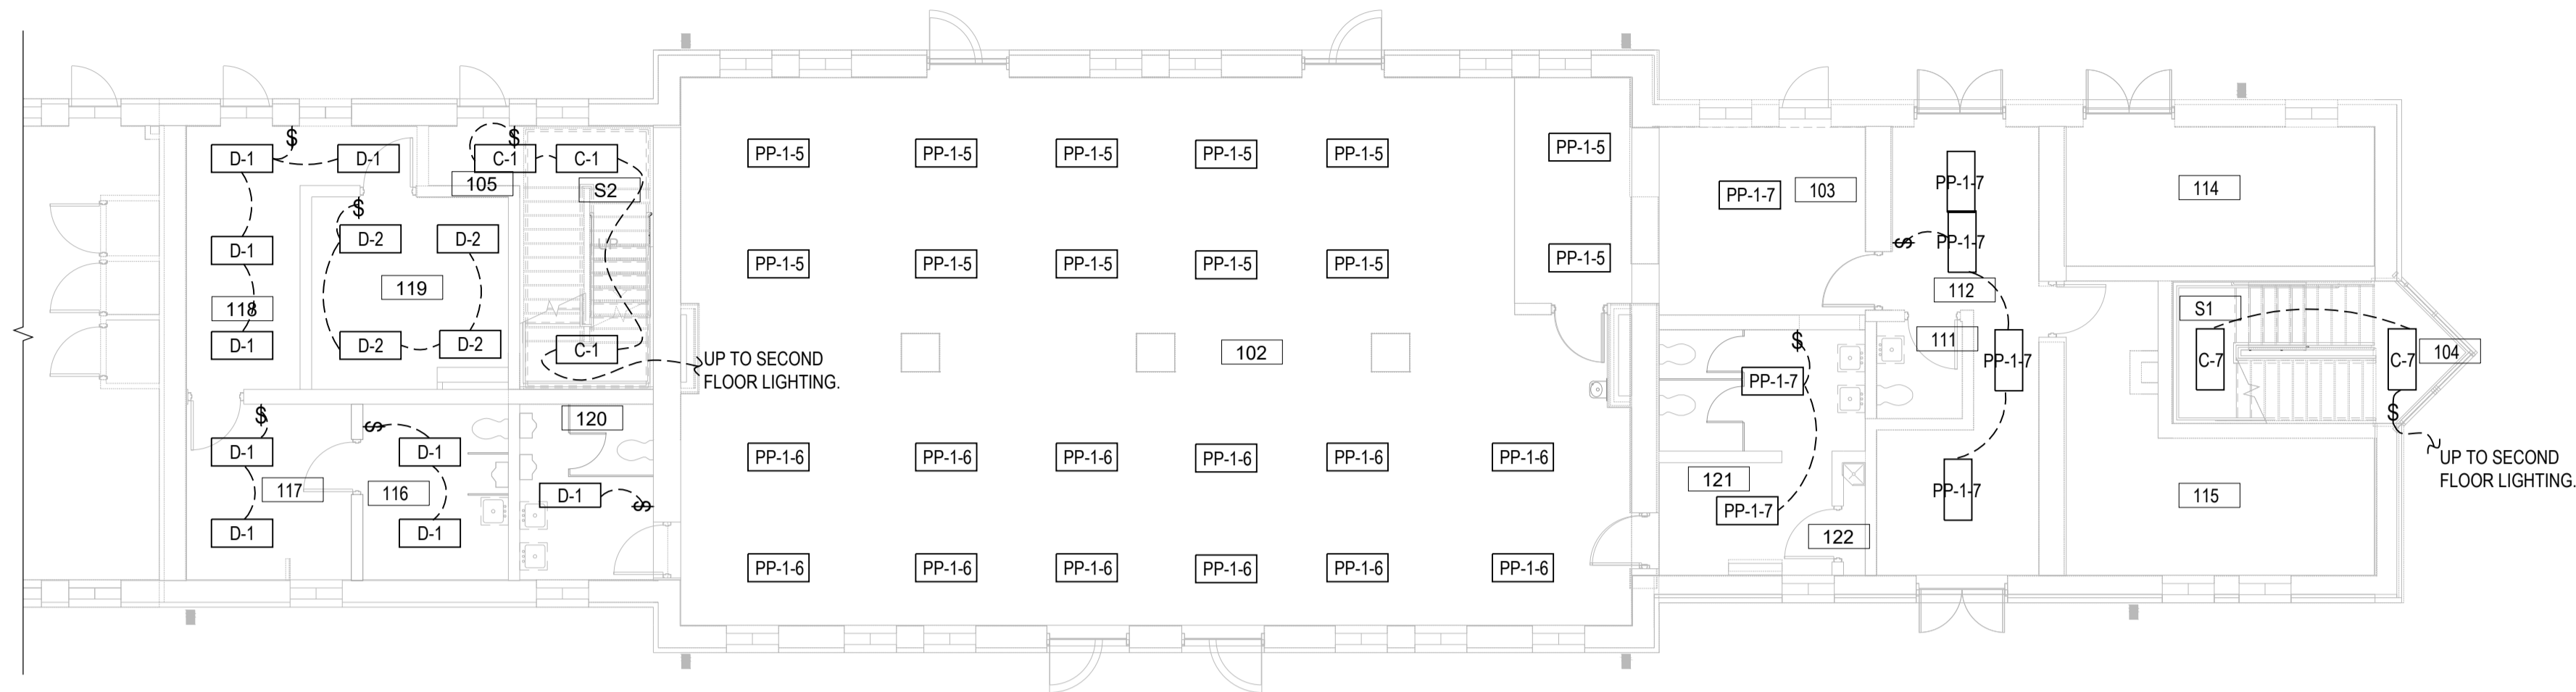 $ $
D-1 D-1 C-1 C-1
105 S2
$
D-2 D-2
D-1
UP
119
118
D-1 D-2 D-2 C-1
UP TO SECOND
FLOOR LIGHTING.
$ $
120
D-1 D-1
117 116
D-1
$
D-1 D-1
PP-1-5 PP-1-5 PP-1-5 PP-1-5 PP-1-5 PP-1-5
PP-1-5 PP-1-5 PP-1-5 PP-1-5 PP-1-5 PP-1-5
102
PP-1-6 PP-1-6 PP-1-6 PP-1-6 PP-1-6 PP-1-6
PP-1-6 PP-1-6 PP-1-6 PP-1-6 PP-1-6 PP-1-6
PP-1-7 103
PP-1-7
$ PP-1-7
112
111
PP-1-7
$
PP-1-7
121
PP-1-7
122
PP-1-7
114
S1
C-7 C-7 104
$
UP TO SECOND
FLOOR LIGHTING.
115